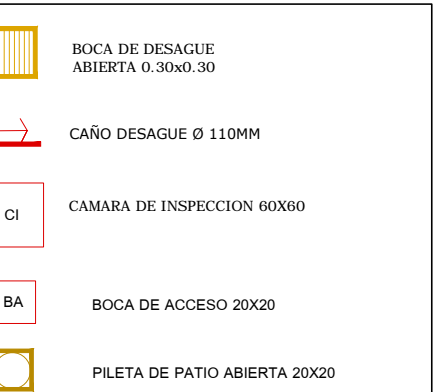 BOCA DE DESAGUE
ABIERTA 0.30x0.30
CAÑO DESAGUE Ø 110MM
CI
CAMARA DE INSPECCION 60X60
BA
BOCA DE ACCESO 20X20
PILETA DE PATIO ABIERTA 20X20